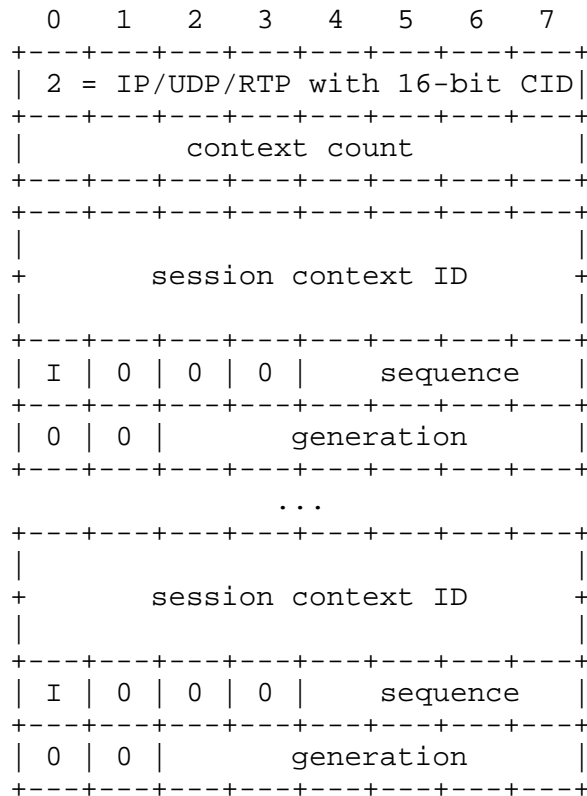 0   1   2   3   4   5   6   7
+---+---+---+---+---+---+---+---+
| 2 = IP/UDP/RTP with 16-bit CID|
+---+---+---+---+---+---+---+---+
|         context count         |
+---+---+---+---+---+---+---+---+
+---+---+---+---+---+---+---+---+
|                               |
+       session context ID      +
|                               |
+---+---+---+---+---+---+---+---+
| I | 0 | 0 | 0 |    sequence   |
+---+---+---+---+---+---+---+---+
| 0 | 0 |       generation      |
+---+---+---+---+---+---+---+---+
               ...
+---+---+---+---+---+---+---+---+
|                               |
+       session context ID      +
|                               |
+---+---+---+---+---+---+---+---+
| I | 0 | 0 | 0 |    sequence   |
+---+---+---+---+---+---+---+---+
| 0 | 0 |       generation      |
+---+---+---+---+---+---+---+---+